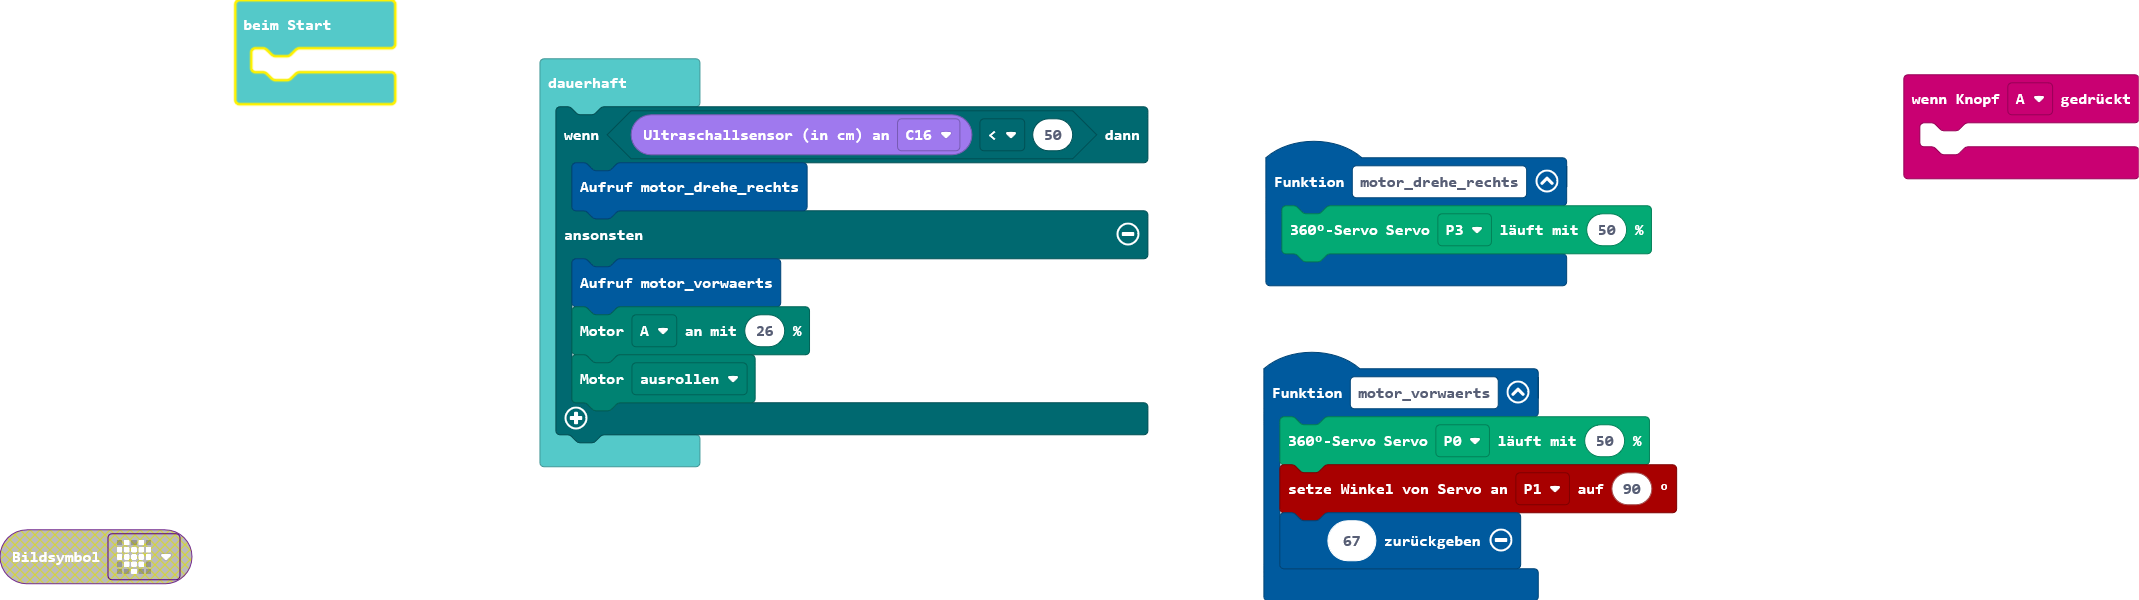 beim Start
dauerhaft
wenn Ultraschallsensor (in cm) an C16 < 50 dann
Aufruf motor_drehe_rechts
ansonsten
Aufruf motor_vorwaerts
Motor A an mit 26 %
Motor ausrollen
Funktion motor_drehe_rechts
360°-Servo Servo P3 läuft mit 50 %
Funktion motor_vorwaerts
360°-Servo Servo P0 läuft mit 50 %
setze Winkel von Servo an P1 auf 90 °
67 zurückgeben
wenn Knopf A gedrückt
Bildsymbol